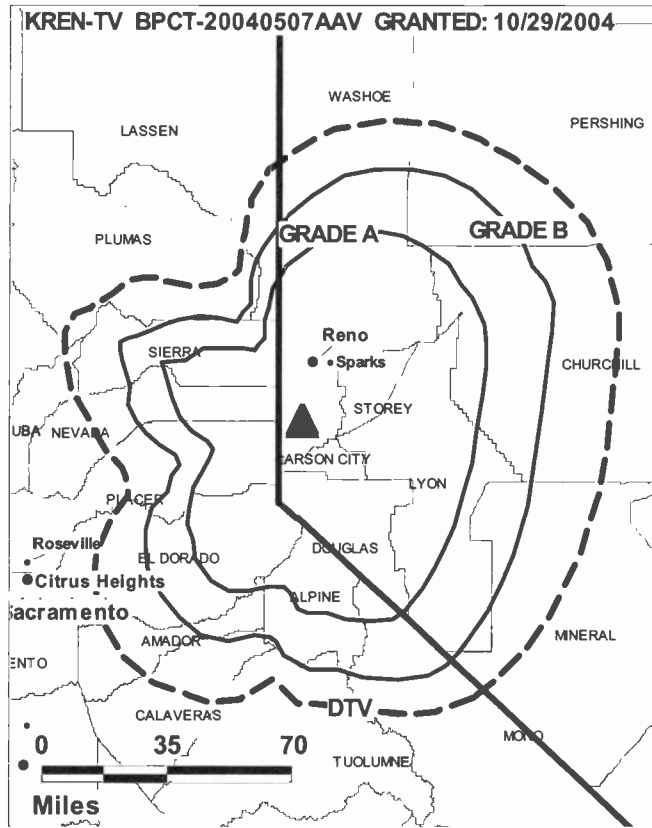 KREN-TV BPCT-20040507AAV GRANTED: 10/29/2004
WASHOE
PERSHING
LASSEN
GRADE A
GRADE B
PLUMAS
Reno
SIERRA
Sparks
CHURCHILL
STOREY
UBA
NEVADA
CARSON CITY
LYON
PLACER
Roseville
EL DORADO
DOUGLAS
Citrus Heights
ALPINE
Sacramento
AMADOR
MINERAL
ENTO
CALAVERAS
DTV
MONO
0 35 70
TUOLUMNE
Miles